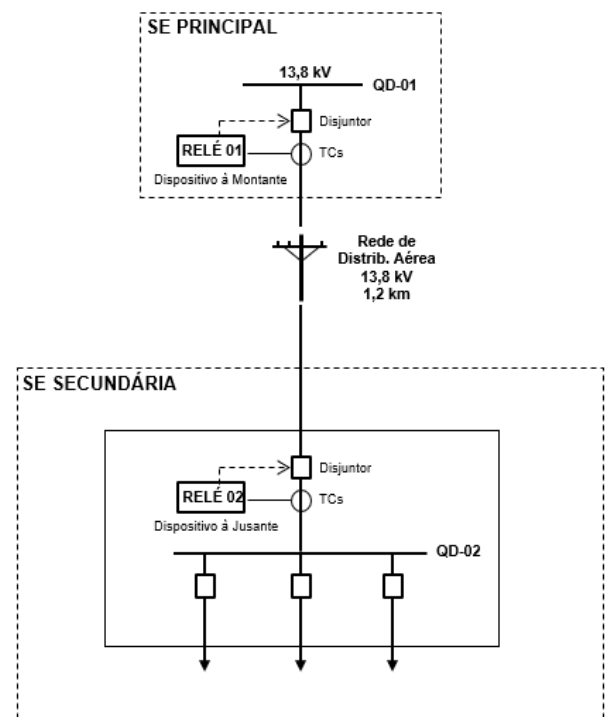 SE PRINCIPAL
13,8 kV
QD-01
Disjuntor
RELÉ 01
TCs
Dispositivo à Montante
Rede de
Distrib. Aérea
13,8 kV
1,2 km
SE SECUNDÁRIA
Disjuntor
RELÉ 02
TCs
Dispositivo à Jusante
QD-02